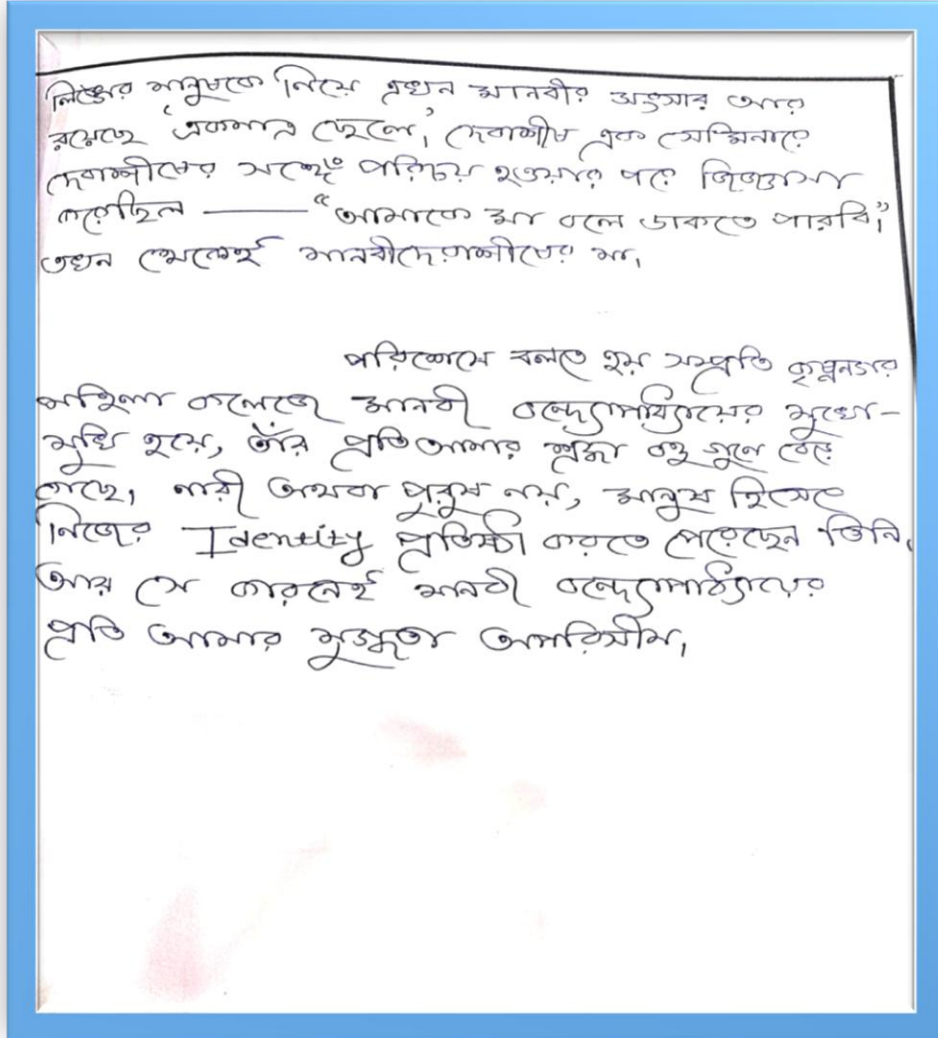 লিঙ্গের মানুষকে নিয়ে এখন মানবীর সংসার আর
রয়েছে 'একমাত্র ছেলে', দেবাশীষ এক সেমিনারে
দেবাশীষের সঙ্গে পরিচয় হওয়ার পরে জিজ্ঞাসা
করেছিল —— "আমাকে মা বলে ডাকতে পারবি"।
তখন থেকেই মানবীদেবাশীষের মা।
পরিশেষে বলতে হয় সম্প্রতি কৃষ্ণনগর
মহিলা কলেজে মানবী বন্দ্যোপাধ্যায়ের মুখো-
মুখি হয়ে, তাঁর প্রতি আমার শ্রদ্ধা বহু গুনে বেড়ে
গেছে। নারী অথবা পুরুষ নয়, মানুষ হিসেবে
নিজের Identity প্রতিষ্ঠা করতে পেরেছেন তিনি,
আর সে কারনেই মানবী বন্দ্যোপাধ্যায়ের
প্রতি আমার মুগ্ধতা অপরিসীম।